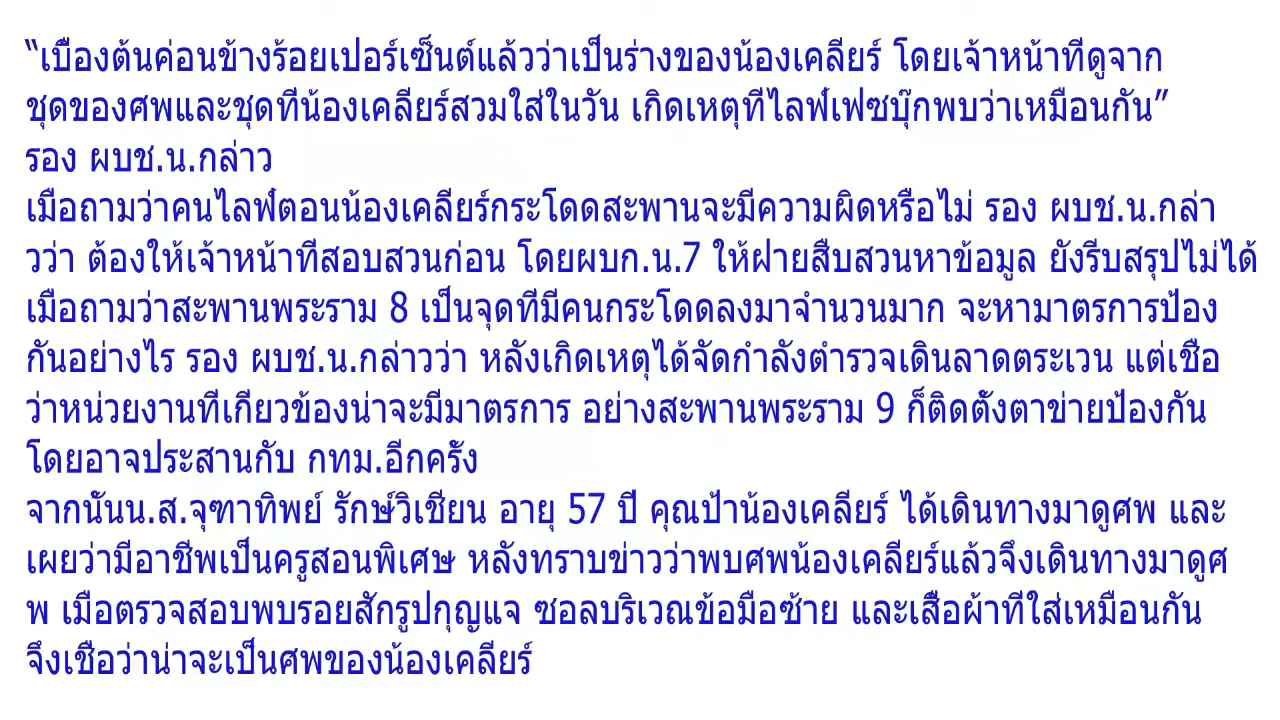 “เบื้องต้นค่อนข้างร้อยเปอร์เซ็นต์แล้วว่าเป็นร่างของน้องเคลียร์ โดยเจ้าหน้าที่ดูจาก
ชุดของศพและชุดที่น้องเคลียร์สวมใส่ในวัน เกิดเหตุที่ไลฟ์เฟซบุ๊กพบว่าเหมือนกัน”
รอง ผบช.น.กล่าว
เมื่อถามว่าคนไลฟ์ตอนน้องเคลียร์กระโดดสะพานจะมีความผิดหรือไม่ รอง ผบช.น.กล่า
วว่า ต้องให้เจ้าหน้าที่สอบสวนก่อน โดยผบก.น.7 ให้ฝ่ายสืบสวนหาข้อมูล ยังรีบสรุปไม่ได้
เมื่อถามว่าสะพานพระราม 8 เป็นจุดที่มีคนกระโดดลงมาจำนวนมาก จะหามาตรการป้อง
กันอย่างไร รอง ผบช.น.กล่าวว่า หลังเกิดเหตุได้จัดกำลังตำรวจเดินลาดตระเวน แต่เชื่อ
ว่าหน่วยงานที่เกี่ยวข้องน่าจะมีมาตรการ อย่างสะพานพระราม 9 ก็ติดตั้งตาข่ายป้องกัน
โดยอาจประสานกับ กทม.อีกครั้ง
จากนั้นน.ส.จุฑาทิพย์ รักษ์วิเชียน อายุ 57 ปี คุณป้าน้องเคลียร์ ได้เดินทางมาดูศพ และ
เผยว่ามีอาชีพเป็นครูสอนพิเศษ หลังทราบข่าวว่าพบศพน้องเคลียร์แล้วจึงเดินทางมาดูศ
พ เมื่อตรวจสอบพบรอยสักรูปกุญแจ ซอลบริเวณข้อมือซ้าย และเสื้อผ้าที่ใส่เหมือนกัน
จึงเชื่อว่าน่าจะเป็นศพของน้องเคลียร์